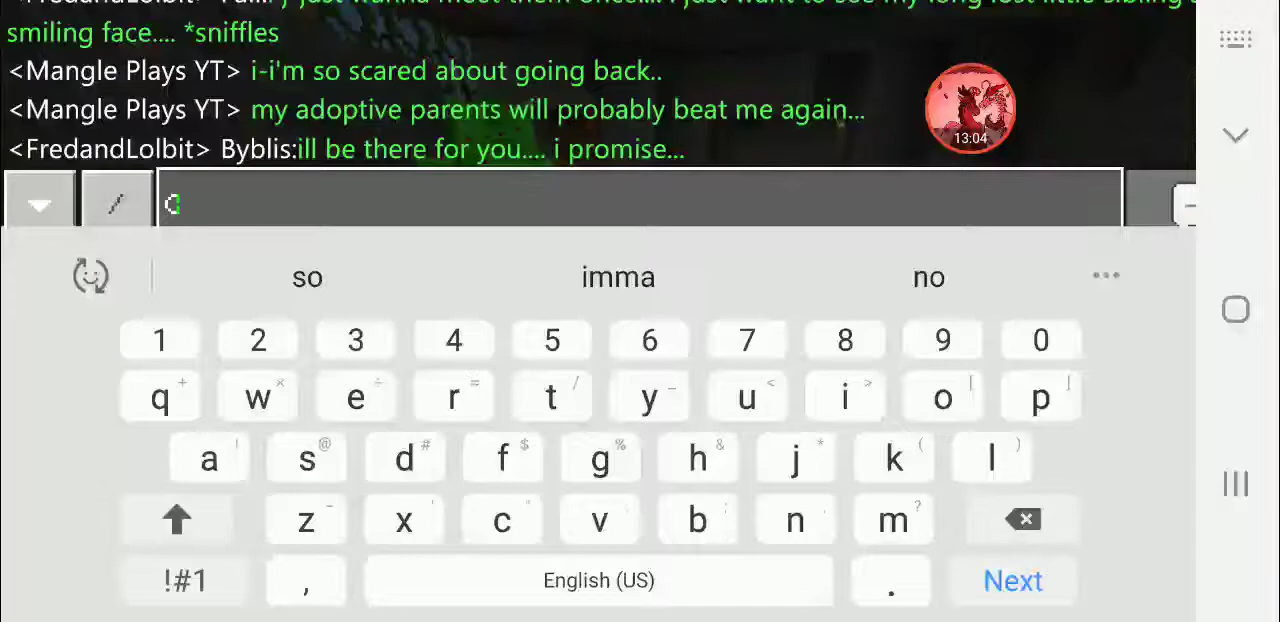 smiling face.... *sniffles
<Mangle Plays YT> i-i'm so scared about going back..
<Mangle Plays YT> my adoptive parents will probably beat me again...
13:04
<FredandLolbit> Byblis:ill be there for you.... i promise...
/
so imma no
1 2 3 4 5 6 7 8 9 0
q + w × e ÷ r = t / y _ u < i > o [ p ]
a ! s @ d # f $ g % h & j * k ( l )
z - x ' c " v : b ; n , m ?
!#1 , English (US) . Next